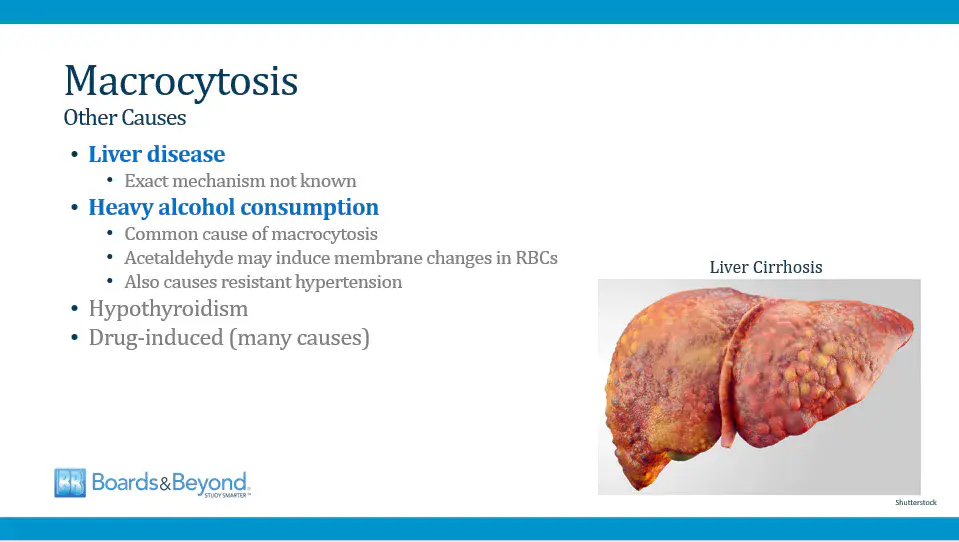 Macrocytosis
Other Causes
• Liver disease
• Exact mechanism not known
• Heavy alcohol consumption
• Common cause of macrocytosis
• Acetaldehyde may induce membrane changes in RBCs
• Also causes resistant hypertension
• Hypothyroidism
• Drug-induced (many causes)
Liver Cirrhosis
BB Boards&Beyond®
STUDY SMARTER™
Shutterstock